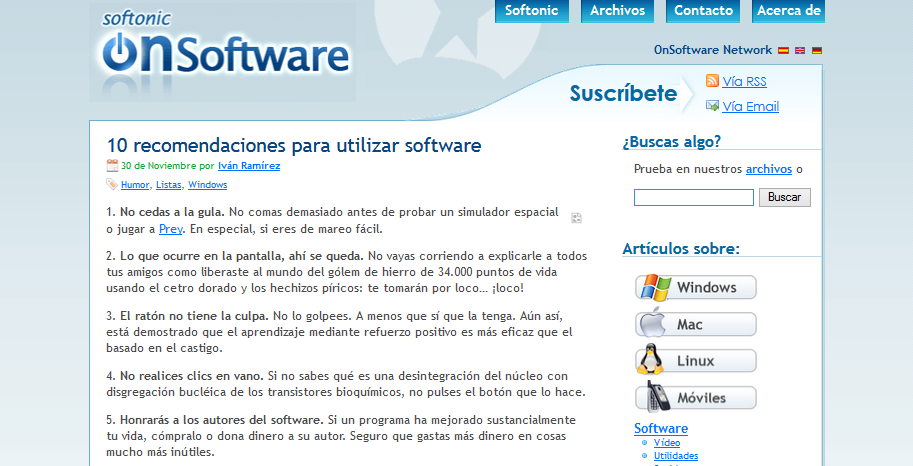 softonic
OnSoftware
Softonic
Archivos
Contacto
Acerca de
OnSoftware Network
Suscríbete
Vía RSS
Vía Email
10 recomendaciones para utilizar software
30 de Noviembre por Iván Ramírez
Humor, Listas, Windows
1. No cedas a la gula. No comas demasiado antes de probar un simulador espacial
o jugar a Prey. En especial, si eres de mareo fácil.
2. Lo que ocurre en la pantalla, ahí se queda. No vayas corriendo a explicarle a todos
tus amigos como liberaste al mundo del gólem de hierro de 34.000 puntos de vida
usando el cetro dorado y los hechizos píricos: te tomarán por loco... ¡loco!
3. El ratón no tiene la culpa. No lo golpees. A menos que sí que la tenga. Aún así,
está demostrado que el aprendizaje mediante refuerzo positivo es más eficaz que el
basado en el castigo.
4. No realices clics en vano. Si no sabes qué es una desintegración del núcleo con
disgregación bucléica de los transistores bioquímicos, no pulses el botón que lo hace.
5. Honrarás a los autores del software. Si un programa ha mejorado sustancialmente
tu vida, cómpralo o dona dinero a su autor. Seguro que gastas más dinero en cosas
mucho más inútiles.
¿Buscas algo?
Prueba en nuestros archivos o
Buscar
Artículos sobre:
Windows
Mac
Linux
Móviles
Software
Vídeo
Utilidades